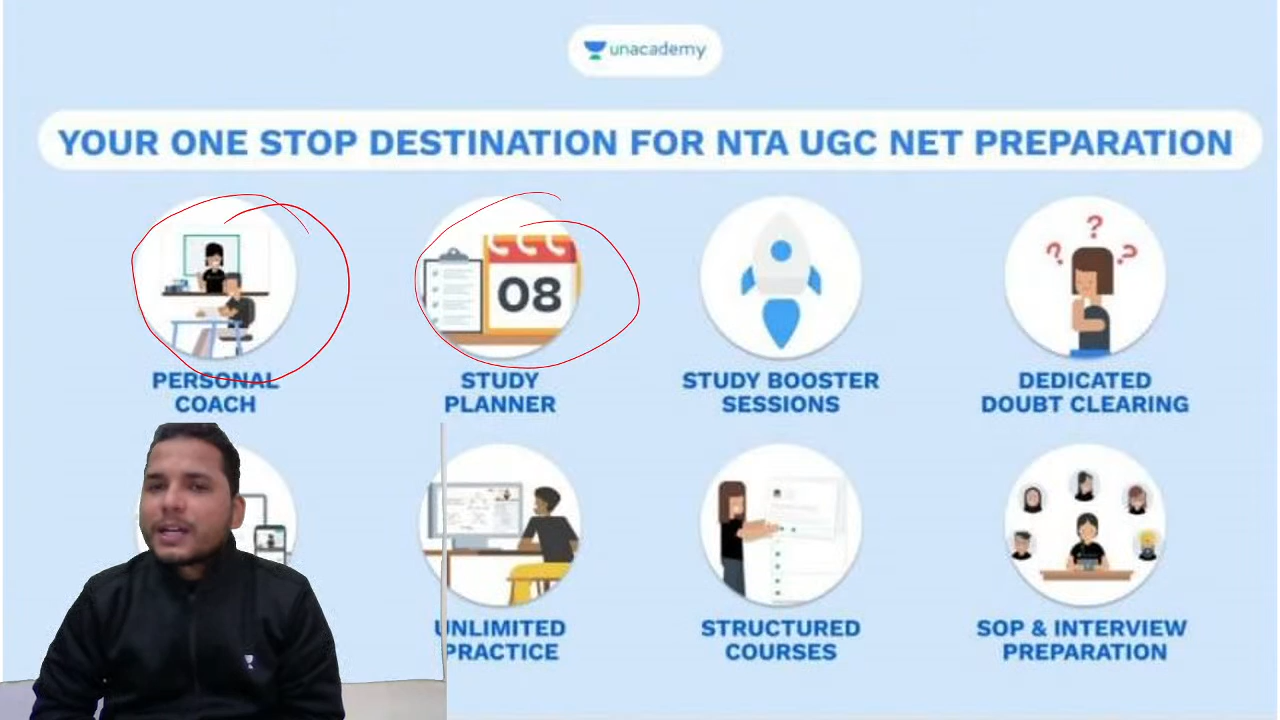 unacademy
YOUR ONE STOP DESTINATION FOR NTA UGC NET PREPARATION
08
PERSONAL
COACH
STUDY
PLANNER
STUDY BOOSTER
SESSIONS
DEDICATED
DOUBT CLEARING
? ? ?
UNLIMITED
PRACTICE
STRUCTURED
COURSES
SOP & INTERVIEW
PREPARATION